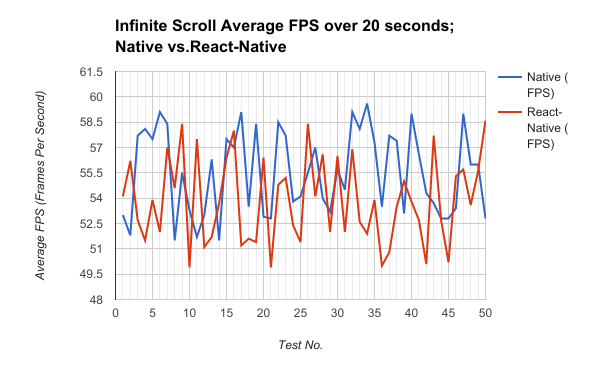 Infinite Scroll Average FPS over 20 seconds;
Native vs.React-Native
Average FPS (Frames Per Second)
61.5
60
58.5
57
55.5
54
52.5
51
49.5
48
0 5 10 15 20 25 30 35 40 45 50
Test No.
Native (
FPS)
React-
Native (
FPS)